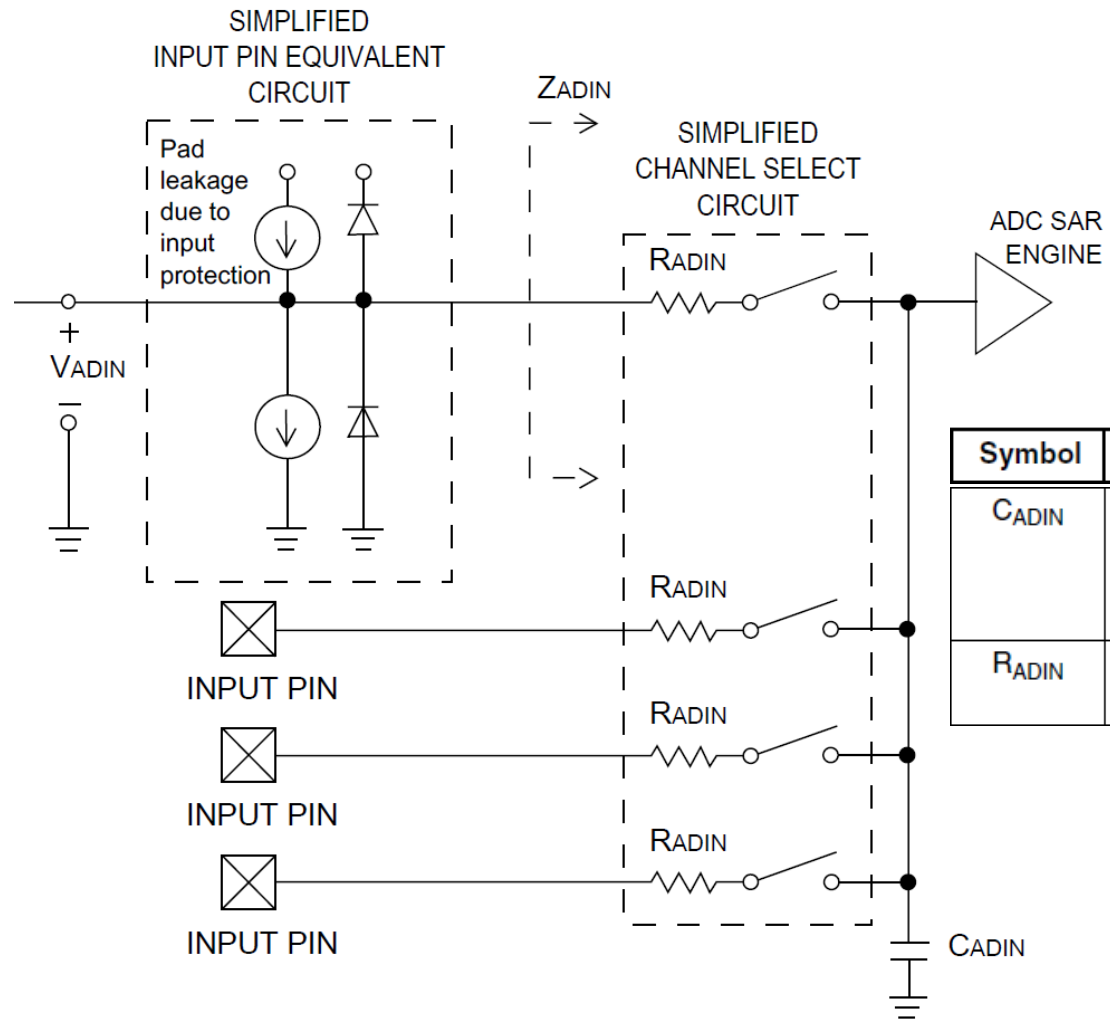 SIMPLIFIED
INPUT PIN EQUIVALENT
CIRCUIT
ZADIN
SIMPLIFIED
CHANNEL SELECT
CIRCUIT
Pad
leakage
due to
input
protection
ADC SAR
ENGINE
RADIN
+
VADIN
–
Symbol
CADIN
RADIN
RADIN
INPUT PIN
RADIN
INPUT PIN
RADIN
INPUT PIN
CADIN